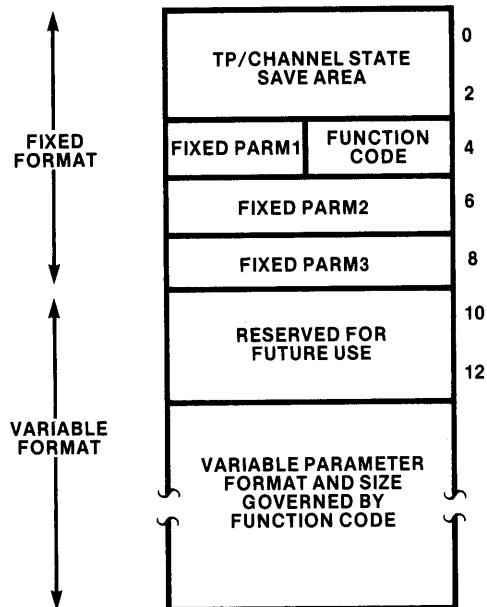 0
TP/CHANNEL STATE
SAVE AREA
2
FIXED
FORMAT
FIXED PARM1
FUNCTION
CODE
4
FIXED PARM2
6
FIXED PARM3
8
10
RESERVED FOR
FUTURE USE
12
VARIABLE
FORMAT
VARIABLE PARAMETER
FORMAT AND SIZE
GOVERNED BY
FUNCTION CODE